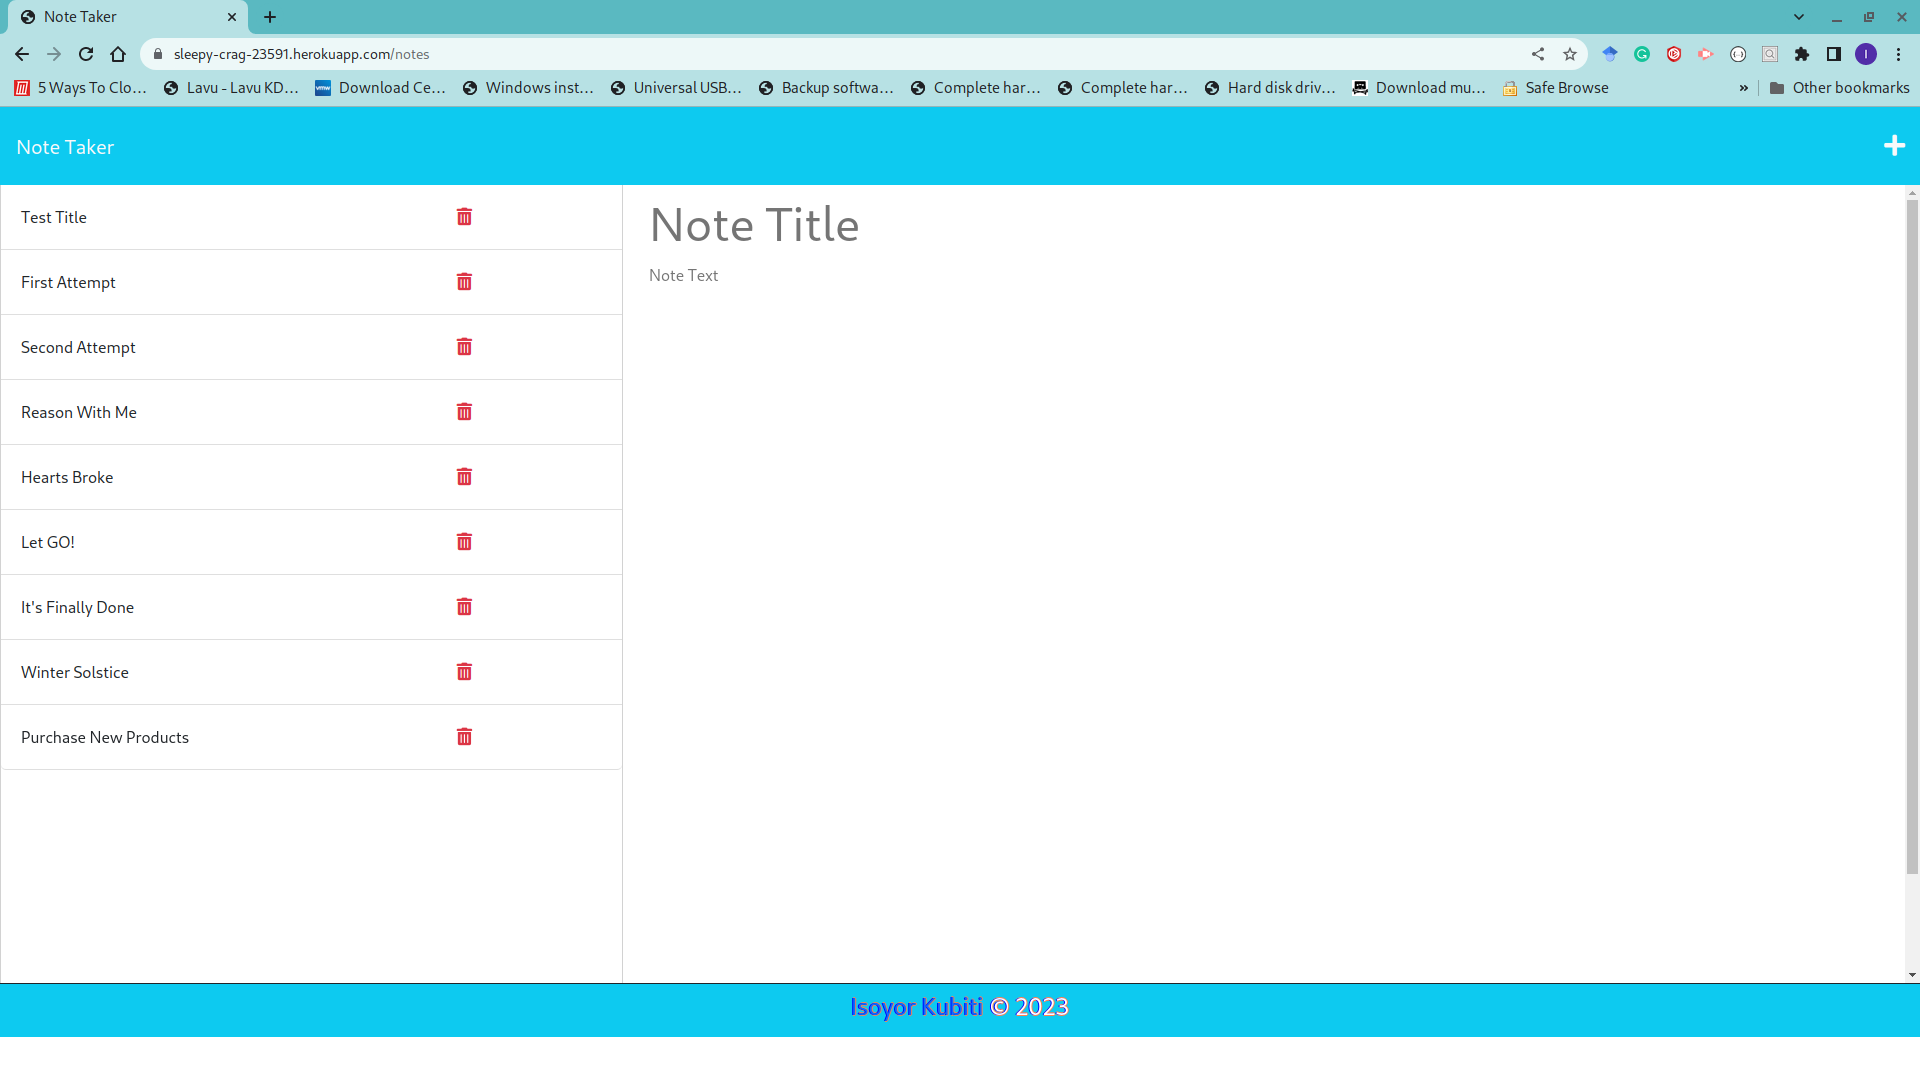 Note Taker
sleepy-crag-23591.herokuapp.com/notes
5 Ways To Clo... Lavu - Lavu KD... Download Ce... Windows inst... Universal USB... Backup softwa... Complete har... Complete har... Hard disk driv... Download mu... Safe Browse » Other bookmarks
Note Taker
Test Title
First Attempt
Second Attempt
Reason With Me
Hearts Broke
Let GO!
It's Finally Done
Winter Solstice
Purchase New Products
Note Title
Note Text
Isoyor Kubiti © 2023